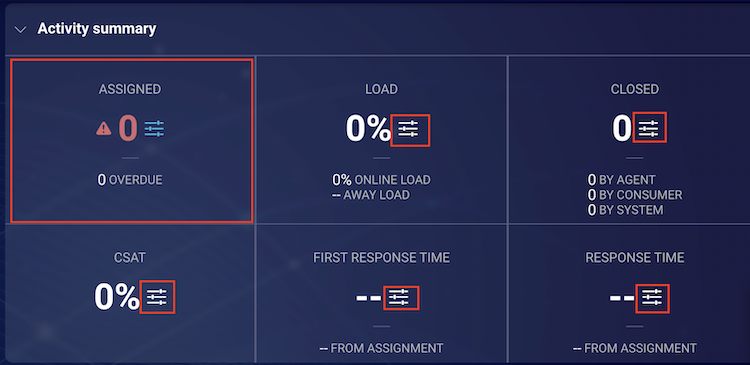 Activity summary
ASSIGNED
0
0 OVERDUE
LOAD
0%
0% ONLINE LOAD
-- AWAY LOAD
CLOSED
0
0 BY AGENT
0 BY CONSUMER
0 BY SYSTEM
CSAT
0%
FIRST RESPONSE TIME
--
-- FROM ASSIGNMENT
RESPONSE TIME
--
-- FROM ASSIGNMENT